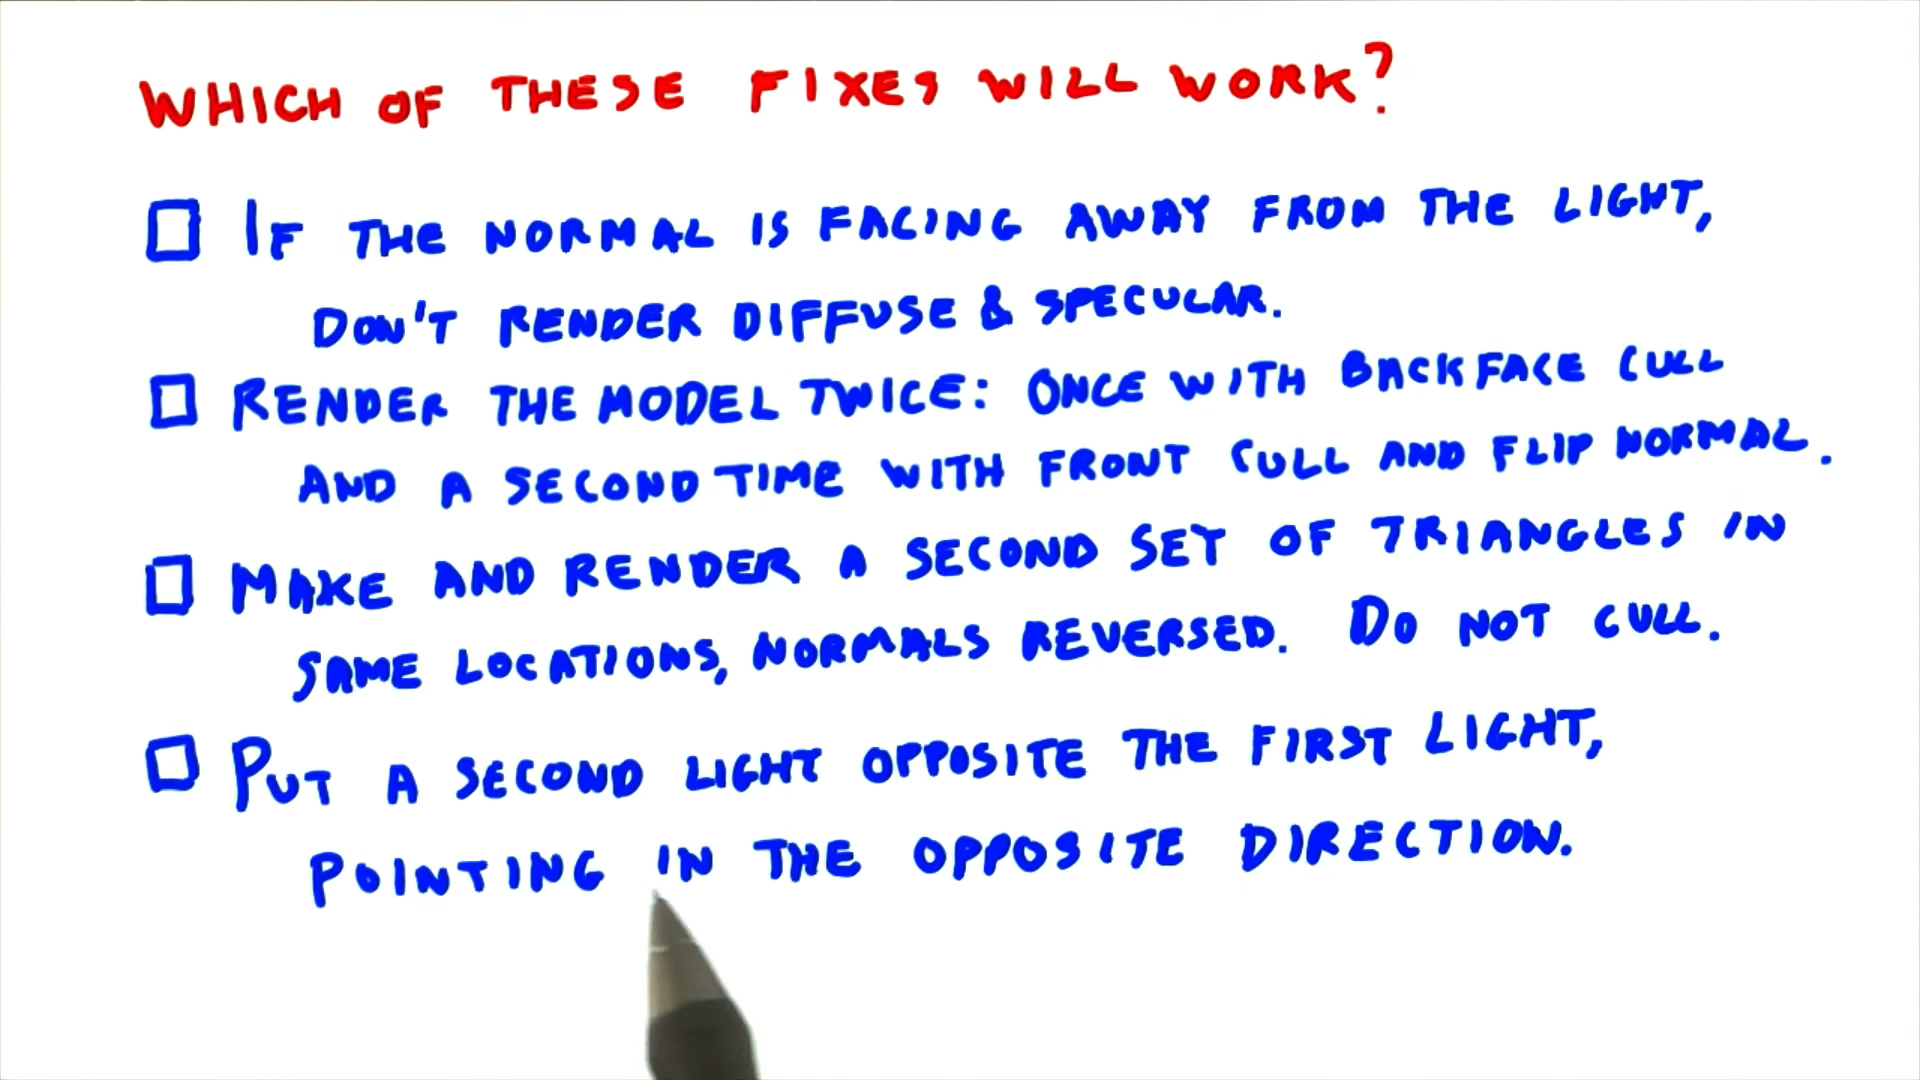 WHICH OF THESE FIXES WILL WORK?
IF THE NORMAL IS FACING AWAY FROM THE LIGHT,
DON'T RENDER DIFFUSE & SPECULAR.
RENDER THE MODEL TWICE: ONCE WITH BACKFACE CULL
AND A SECOND TIME WITH FRONT CULL AND FLIP NORMAL.
MAKE AND RENDER A SECOND SET OF TRIANGLES IN
SAME LOCATIONS, NORMALS REVERSED. DO NOT CULL.
PUT A SECOND LIGHT OPPOSITE THE FIRST LIGHT,
POINTING IN THE OPPOSITE DIRECTION.